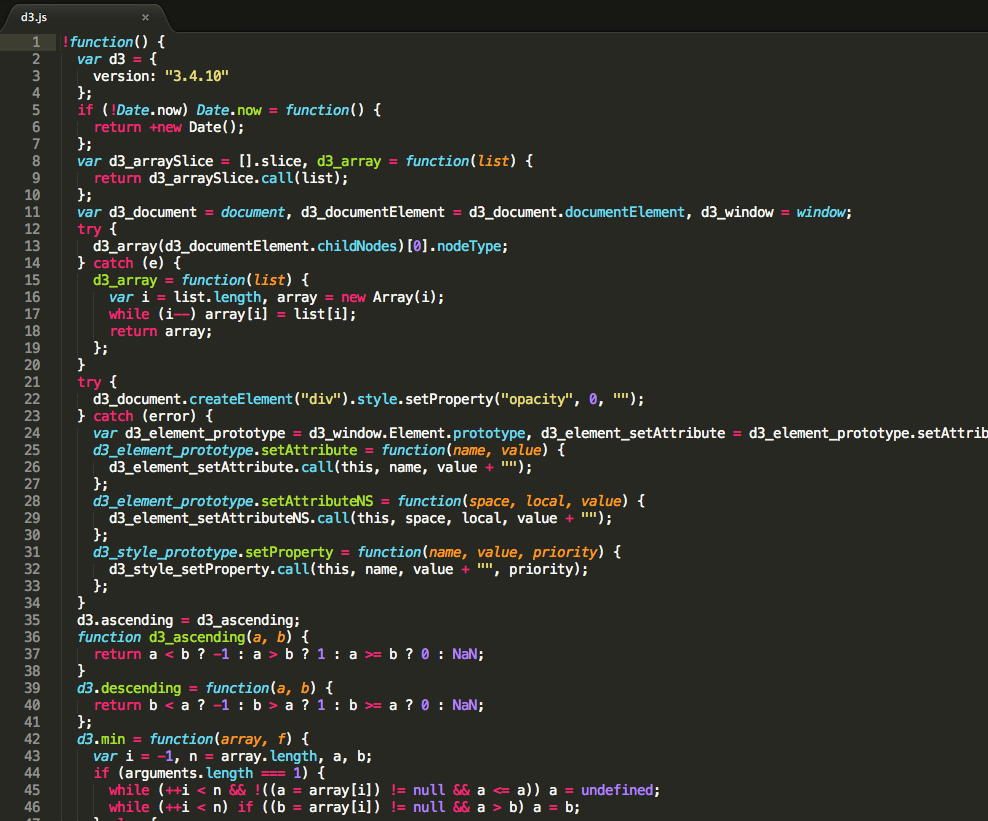 d3.js ×
1 !function() {
2 var d3 = {
3 version: "3.4.10"
4 };
5 if (!Date.now) Date.now = function() {
6 return +new Date();
7 };
8 var d3_arraySlice = [].slice, d3_array = function(list) {
9 return d3_arraySlice.call(list);
10 };
11 var d3_document = document, d3_documentElement = d3_document.documentElement, d3_window = window;
12 try {
13 d3_array(d3_documentElement.childNodes)[0].nodeType;
14 } catch (e) {
15 d3_array = function(list) {
16 var i = list.length, array = new Array(i);
17 while (i--) array[i] = list[i];
18 return array;
19 };
20 }
21 try {
22 d3_document.createElement("div").style.setProperty("opacity", 0, "");
23 } catch (error) {
24 var d3_element_prototype = d3_window.Element.prototype, d3_element_setAttribute = d3_element_prototype.setAttrib
25 d3_element_prototype.setAttribute = function(name, value) {
26 d3_element_setAttribute.call(this, name, value + "");
27 };
28 d3_element_prototype.setAttributeNS = function(space, local, value) {
29 d3_element_setAttributeNS.call(this, space, local, value + "");
30 };
31 d3_style_prototype.setProperty = function(name, value, priority) {
32 d3_style_setProperty.call(this, name, value + "", priority);
33 };
34 }
35 d3.ascending = d3_ascending;
36 function d3_ascending(a, b) {
37 return a < b ? -1 : a > b ? 1 : a >= b ? 0 : NaN;
38 }
39 d3.descending = function(a, b) {
40 return b < a ? -1 : b > a ? 1 : b >= a ? 0 : NaN;
41 };
42 d3.min = function(array, f) {
43 var i = -1, n = array.length, a, b;
44 if (arguments.length === 1) {
45 while (++i < n && !((a = array[i]) != null && a <= a)) a = undefined;
46 while (++i < n) if ((b = array[i]) != null && a > b) a = b;